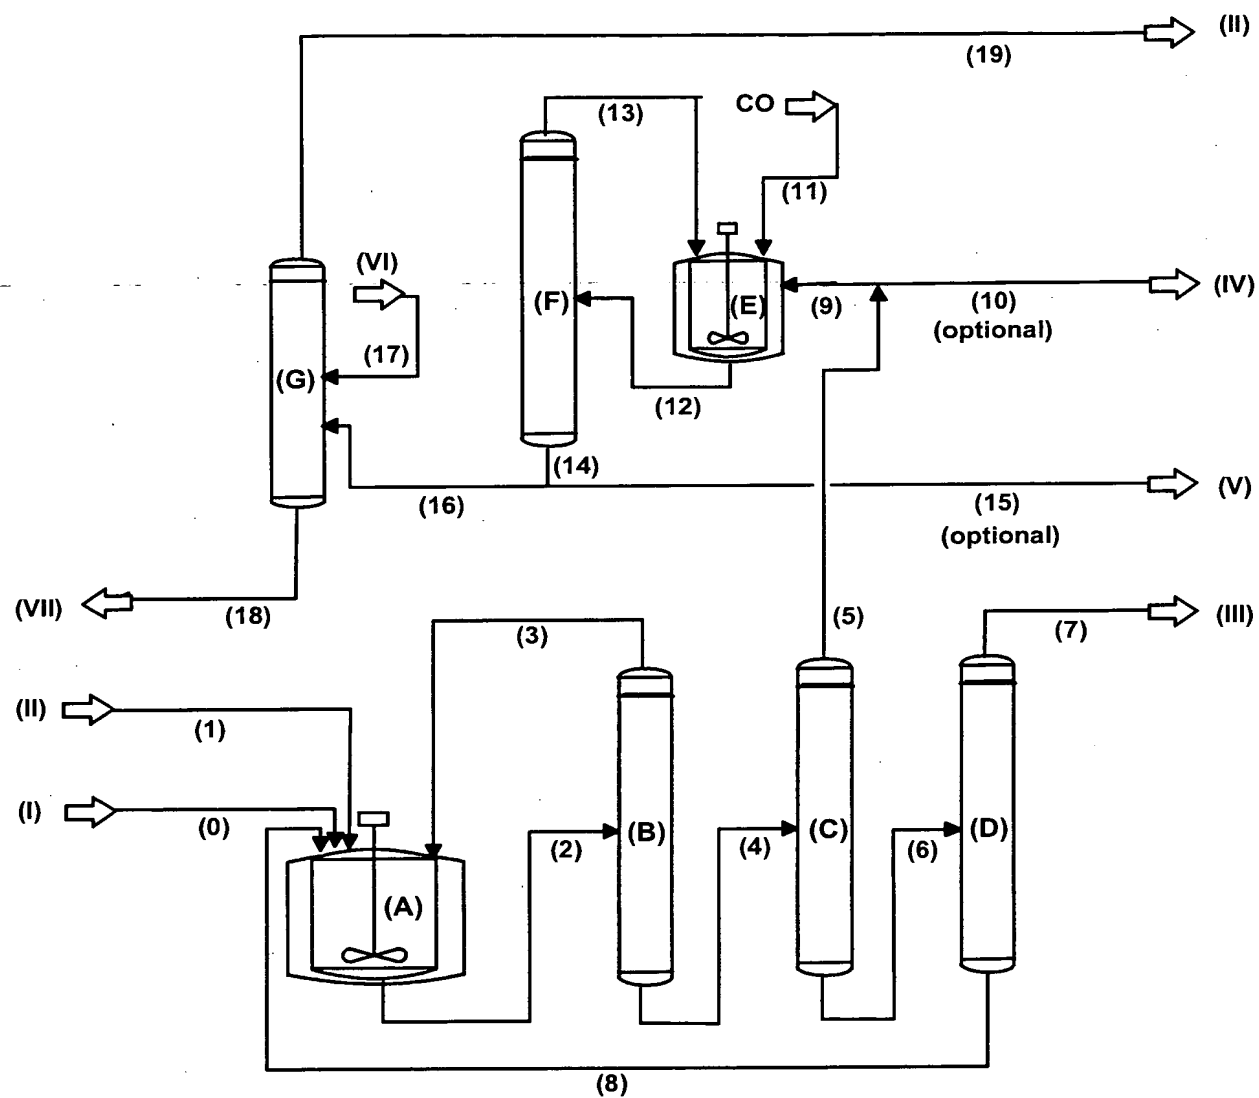 (II)
(19)
(13)
CO
(11)
(VI)
(IV)
(F)
(E)
(9)
(10)
(optional)
(17)
(G)
(12)
(14)
(V)
(16)
(15)
(optional)
(VII)
(18)
(3)
(5)
(7)
(III)
(II)
(1)
(I)
(0)
(B)
(C)
(D)
(2)
(4)
(6)
(A)
(8)